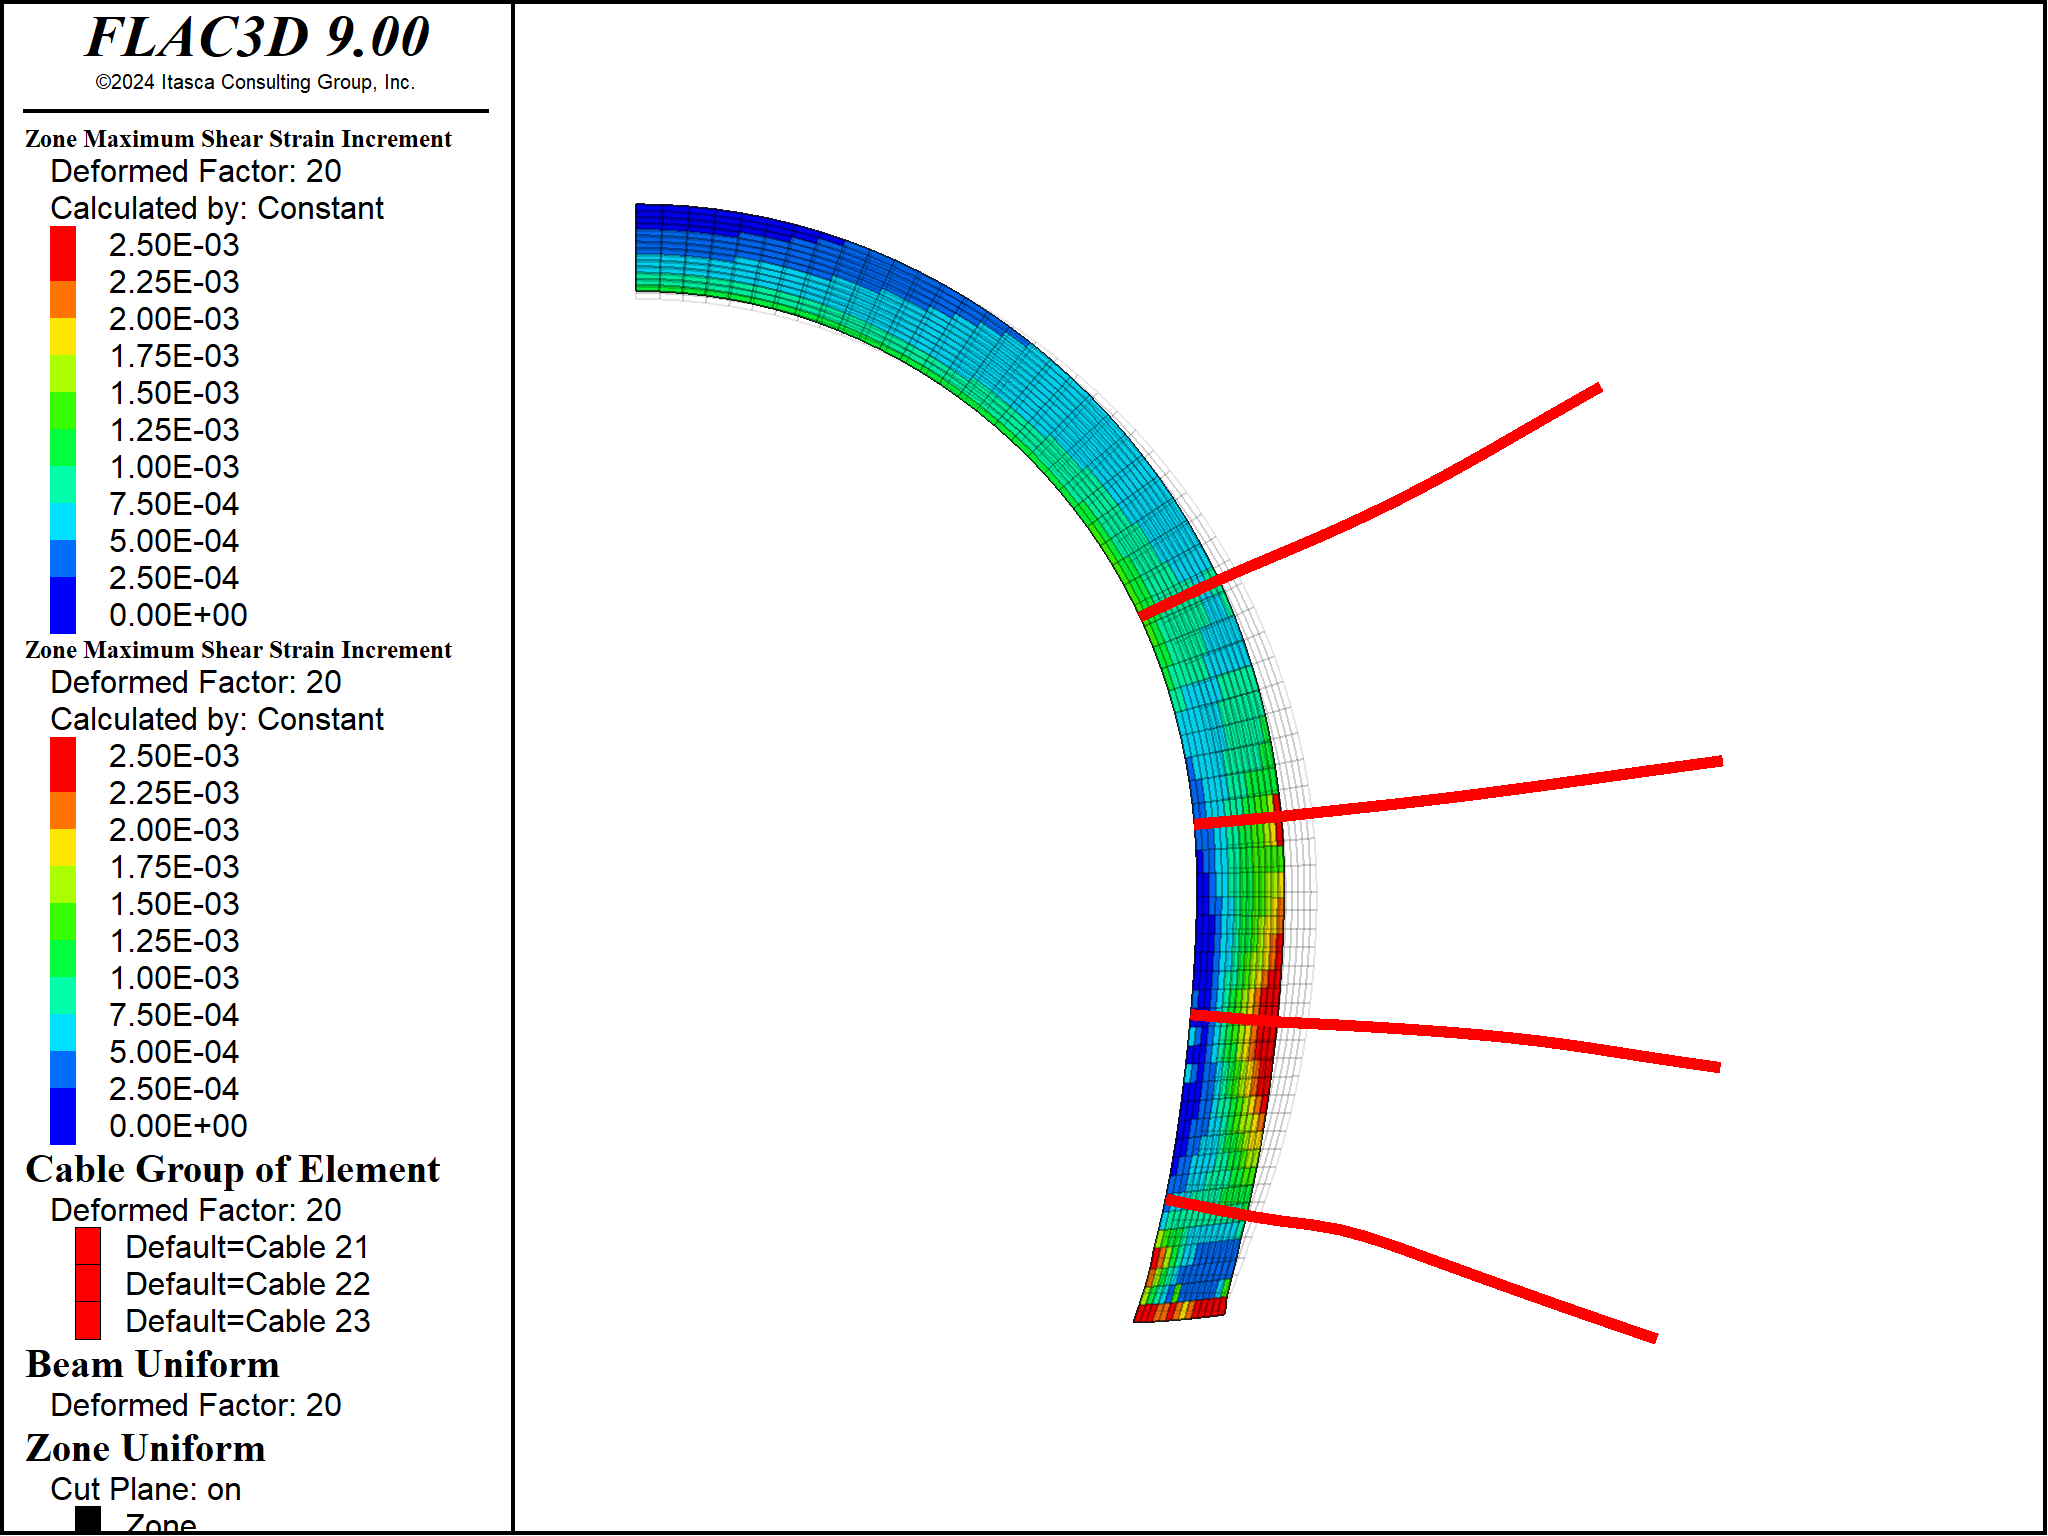 FLAC3D 9.00
©2024 Itasca Consulting Group, Inc.
Zone Maximum Shear Strain Increment
Deformed Factor: 20
Calculated by: Constant
2.50E-03
2.25E-03
2.00E-03
1.75E-03
1.50E-03
1.25E-03
1.00E-03
7.50E-04
5.00E-04
2.50E-04
0.00E+00
Zone Maximum Shear Strain Increment
Deformed Factor: 20
Calculated by: Constant
2.50E-03
2.25E-03
2.00E-03
1.75E-03
1.50E-03
1.25E-03
1.00E-03
7.50E-04
5.00E-04
2.50E-04
0.00E+00
Cable Group of Element
Deformed Factor: 20
Default=Cable 21
Default=Cable 22
Default=Cable 23
Beam Uniform
Deformed Factor: 20
Zone Uniform
Cut Plane: on
Zone